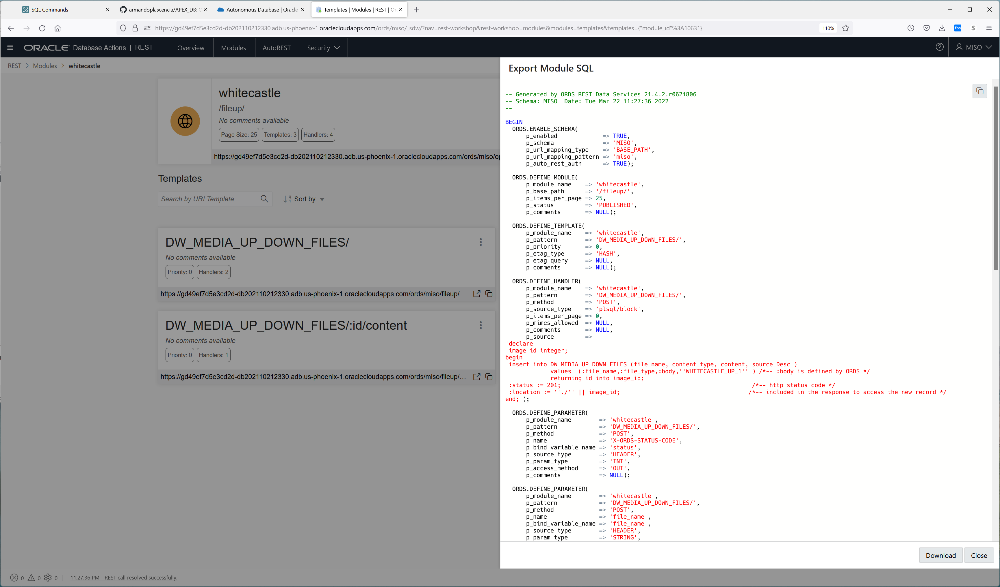 SQL Commands
armandoplascencia/APEX_DB: O
Autonomous Database | Oracle
Templates | Modules | REST | Or
https://gd49ef7d5e3cd2d-db202110212330.adb.us-phoenix-1.oraclecloudapps.com/ords/miso/_sdw/?nav=rest-workshop&rest-workshop=modules&modules=templates&templates={"module_id"%3A10631}
110%
fos
S
ORACLE Database Actions | REST
Overview
Modules
AutoREST
Security
MISO
REST > Modules > whitecastle
whitecastle
/fileup/
No comments available
Page Size: 25
Templates: 3
Handlers: 4
https://gd49ef7d5e3cd2d-db202110212330.adb.us-phoenix-1.oraclecloudapps.com/ords/miso/op
Templates
Search by URI Template
Sort by
DW_MEDIA_UP_DOWN_FILES/
No comments available
Priority: 0
Handlers: 2
https://gd49ef7d5e3cd2d-db202110212330.adb.us-phoenix-1.oraclecloudapps.com/ords/miso/fileup/...
DW_MEDIA_UP_DOWN_FILES/:id/content
No comments available
Priority: 0
Handlers: 1
https://gd49ef7d5e3cd2d-db202110212330.adb.us-phoenix-1.oraclecloudapps.com/ords/miso/fileup/...
Export Module SQL
-- Generated by ORDS REST Data Services 21.4.2.r0621806
-- Schema: MISO  Date: Tue Mar 22 11:27:36 2022
--
BEGIN
  ORDS.ENABLE_SCHEMA(
      p_enabled             => TRUE,
      p_schema              => 'MISO',
      p_url_mapping_type    => 'BASE_PATH',
      p_url_mapping_pattern => 'miso',
      p_auto_rest_auth      => TRUE);
  ORDS.DEFINE_MODULE(
      p_module_name    => 'whitecastle',
      p_base_path      => '/fileup/',
      p_items_per_page => 25,
      p_status         => 'PUBLISHED',
      p_comments       => NULL);
  ORDS.DEFINE_TEMPLATE(
      p_module_name    => 'whitecastle',
      p_pattern        => 'DW_MEDIA_UP_DOWN_FILES/',
      p_priority       => 0,
      p_etag_type      => 'HASH',
      p_etag_query     => NULL,
      p_comments       => NULL);
  ORDS.DEFINE_HANDLER(
      p_module_name    => 'whitecastle',
      p_pattern        => 'DW_MEDIA_UP_DOWN_FILES/',
      p_method         => 'POST',
      p_source_type    => 'plsql/block',
      p_items_per_page => 0,
      p_mimes_allowed  => NULL,
      p_comments       => NULL,
      p_source         =>
'declare
 image_id integer;
begin
 insert into DW_MEDIA_UP_DOWN_FILES (file_name, content_type, content, source_Desc )
             values  (:file_name,:file_type,:body,''WHITECASTLE_UP_1'' ) /*-- :body is defined by ORDS */
             returning id into image_id;
 :status := 201;                                                       /*-- http status code */
 :location := ''./'' || image_id;                                     /*-- included in the response to access the new record */
end;');
  ORDS.DEFINE_PARAMETER(
      p_module_name        => 'whitecastle',
      p_pattern            => 'DW_MEDIA_UP_DOWN_FILES/',
      p_method             => 'POST',
      p_name               => 'X-ORDS-STATUS-CODE',
      p_bind_variable_name => 'status',
      p_source_type        => 'HEADER',
      p_param_type         => 'INT',
      p_access_method      => 'OUT',
      p_comments           => NULL);
  ORDS.DEFINE_PARAMETER(
      p_module_name        => 'whitecastle',
      p_pattern            => 'DW_MEDIA_UP_DOWN_FILES/',
      p_method             => 'POST',
      p_name               => 'file_name',
      p_bind_variable_name => 'file_name',
      p_source_type        => 'HEADER',
      p_param_type         => 'STRING',
Download
Close
0 0 0 | 11:27:36 PM - REST call resolved successfully.